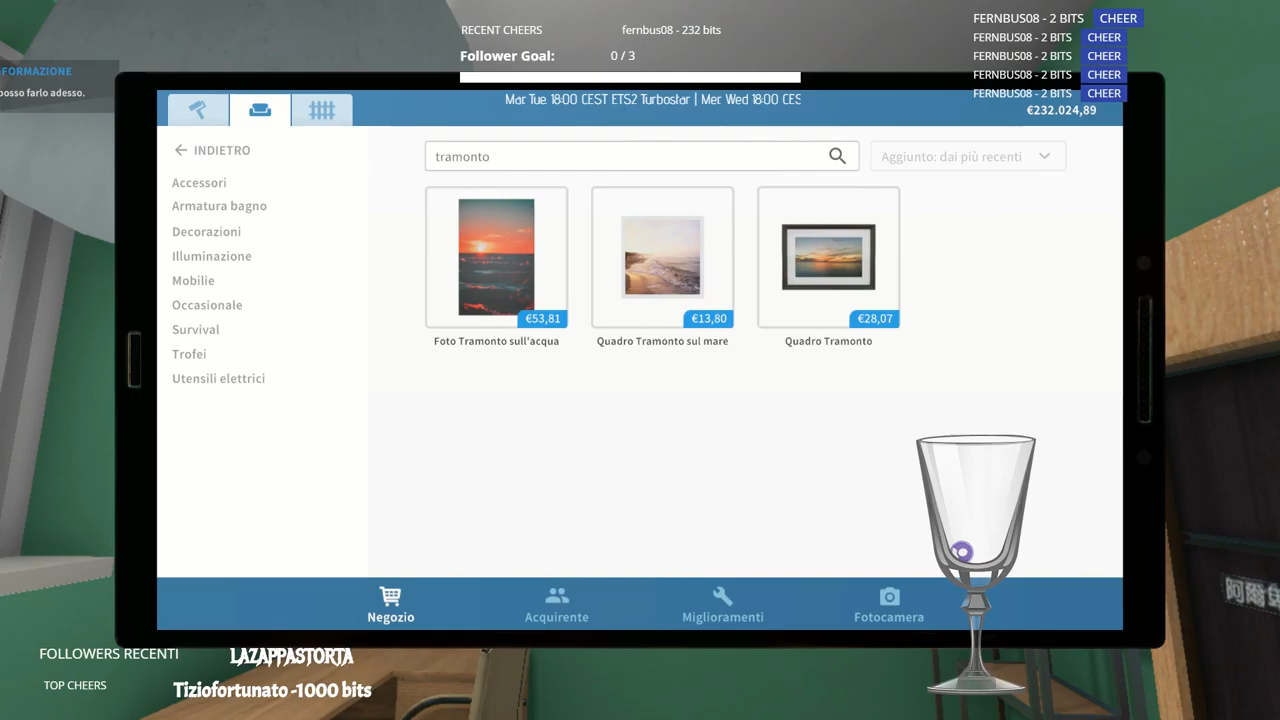 RECENT CHEERS
fernbus08 - 232 bits
Follower Goal:
0 / 3
FERNBUS08 - 2 BITS CHEER
FERNBUS08 - 2 BITS CHEER
FERNBUS08 - 2 BITS CHEER
FERNBUS08 - 2 BITS CHEER
FERNBUS08 - 2 BITS CHEER
FORMAZIONE
posso farlo adesso.
Mar Tue 18:00 CEST ETS2 Turbostar | Mer Wed 18:00 CES
€232.024,89
INDIETRO
tramonto
Aggiunto: dai più recenti
Accessori
Armatura bagno
Decorazioni
Illuminazione
Mobilie
Occasionale
Survival
Trofei
Utensili elettrici
€53,81
€13,80
€28,07
Foto Tramonto sull'acqua
Quadro Tramonto sul mare
Quadro Tramonto
Negozio
Acquirente
Miglioramenti
Fotocamera
FOLLOWERS RECENTI
LAZAPPASTORTA
TOP CHEERS
Tiziofortunato -1000 bits